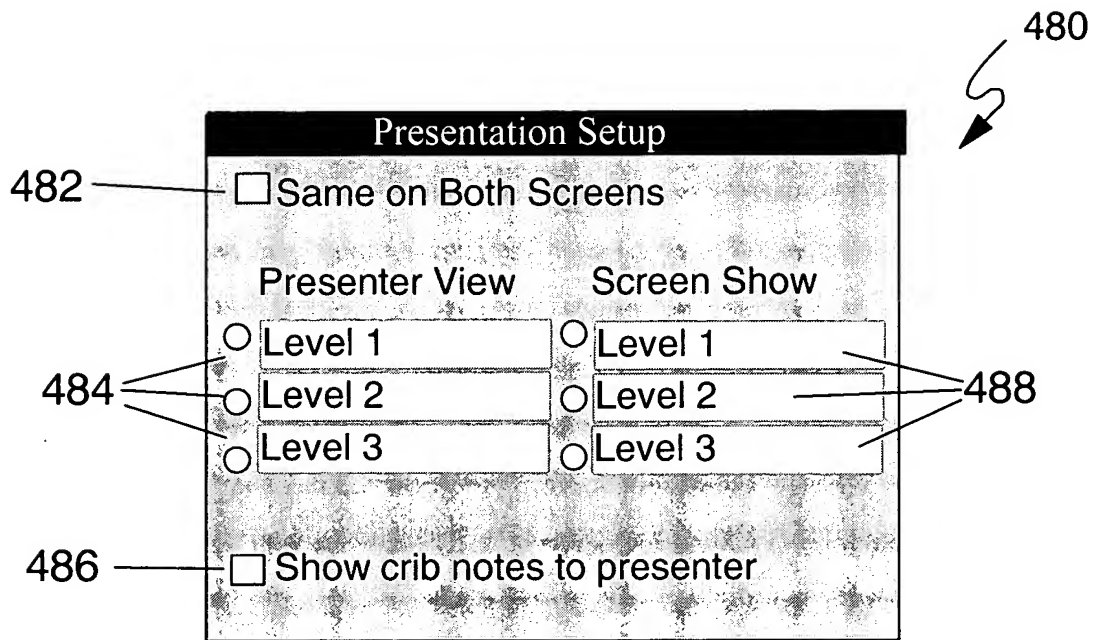 480
Presentation Setup
482
Same on Both Screens
Presenter View Screen Show
Level 1 Level 1
484 Level 2 Level 2 488
Level 3 Level 3
486 Show crib notes to presenter